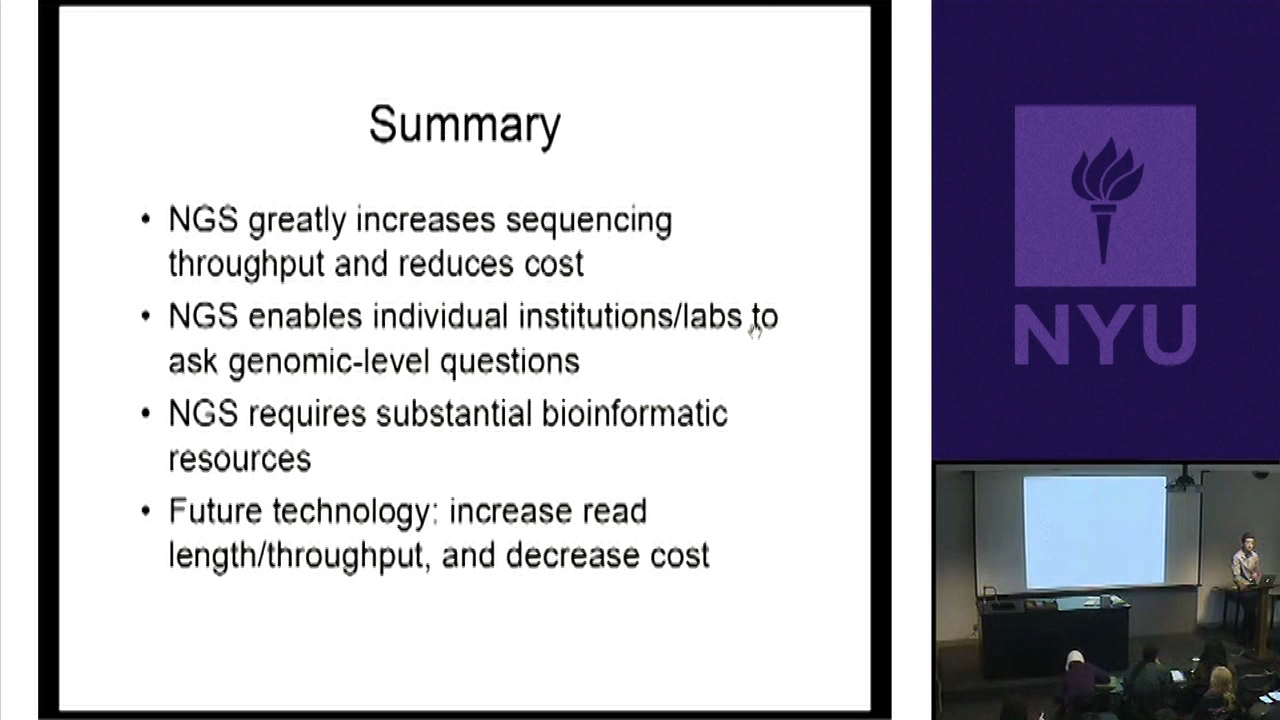 Summary
• NGS greatly increases sequencing
throughput and reduces cost
• NGS enables individual institutions/labs to
ask genomic-level questions
• NGS requires substantial bioinformatic
resources
• Future technology: increase read
length/throughput, and decrease cost
NYU